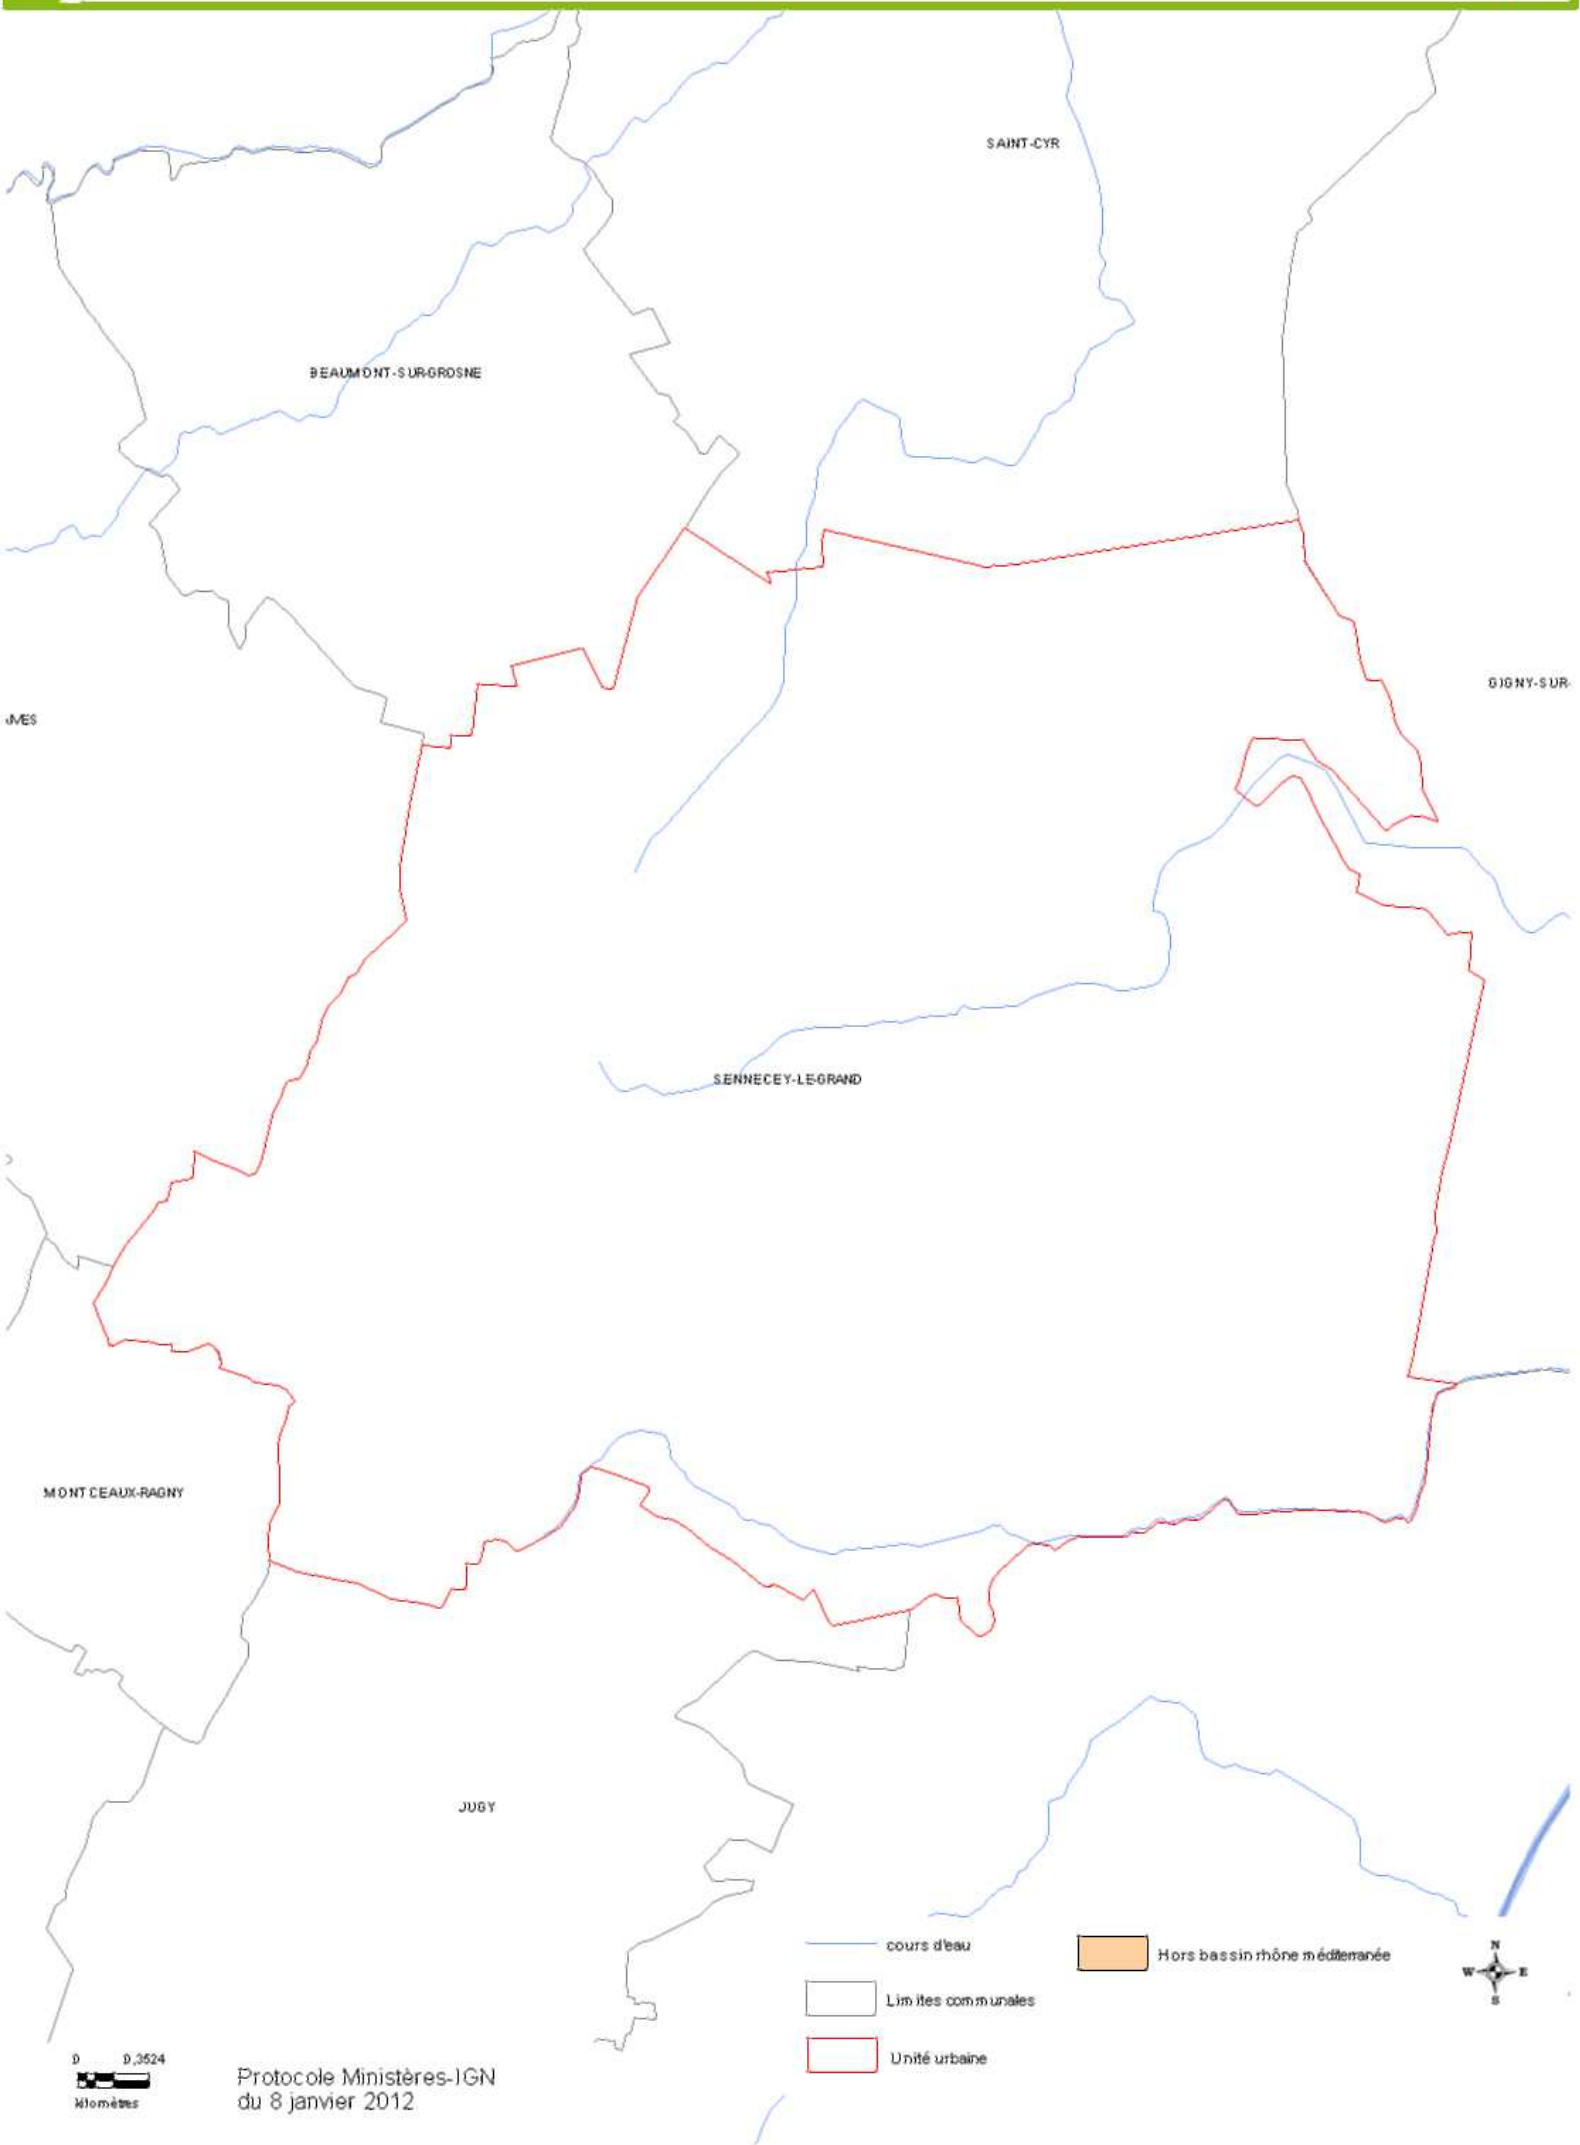 SAINT-CYR
BEAUMONT-SUR-GROSNE
GIGNY-SUR-
SENNECEY-LE-GRAND
MONTCEAUX-RAGNY
JUGY
cours d'eau
Hors bassin rhône méditerranée
Limites communales
Unité urbaine
N
W E
S
0 0,3524
kilomètres
Protocole Ministères-IGN
du 8 janvier 2012